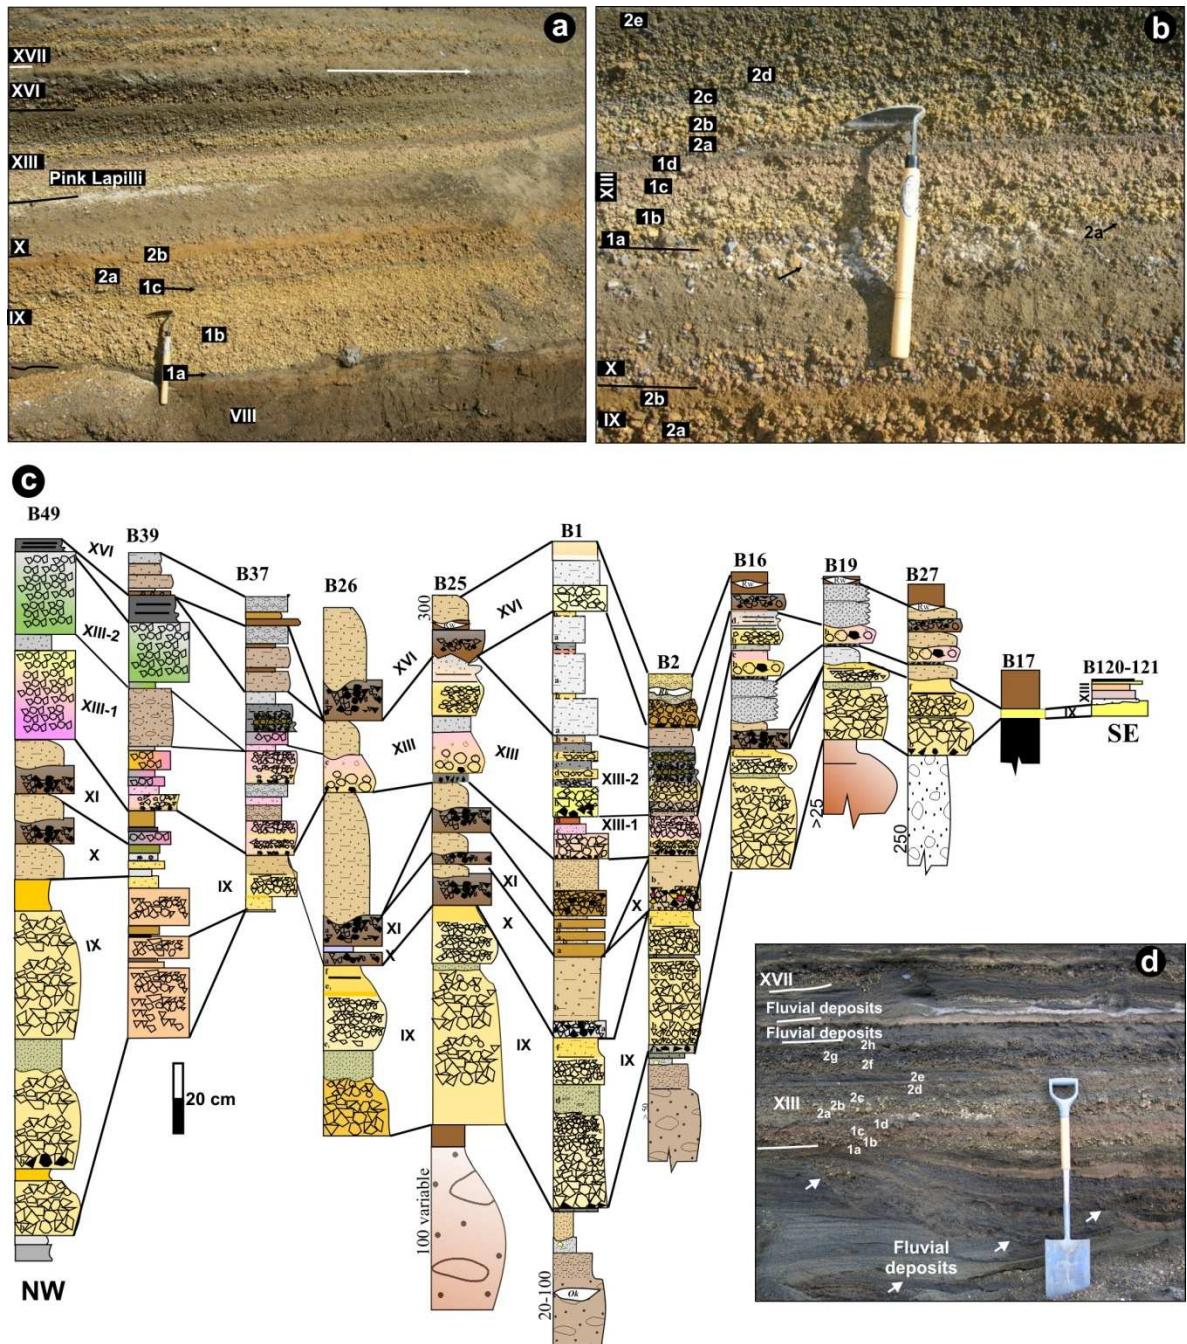 a
XVII
XVI
XIII
Pink Lapilli
X
2b
2a
1c
IX
1b
1a
VIII
b
2e
2d
2c
2b
2a
1d
XIII
1c
1b
1a
2a
X
2b
IX
2a
c
B49
B39
B37
B26
B25
B1
B2
B16
B19
B27
B17
B120-121
XVI
XIII-2
XIII-1
XI
X
IX
IX
XVI
XIII
XI
X
IX
300
XVI
XIII
XI
X
IX
XIII-2
XIII-1
X
IX
XIII
IX
SE
>25
250
> 50
100 variable
20-100
Ok
20 cm
NW
d
XVII
Fluvial deposits
Fluvial deposits
2h
2g
2f
2e
2d
XIII
2c
2b
2a
1d
1c
1b
1a
Fluvial
deposits